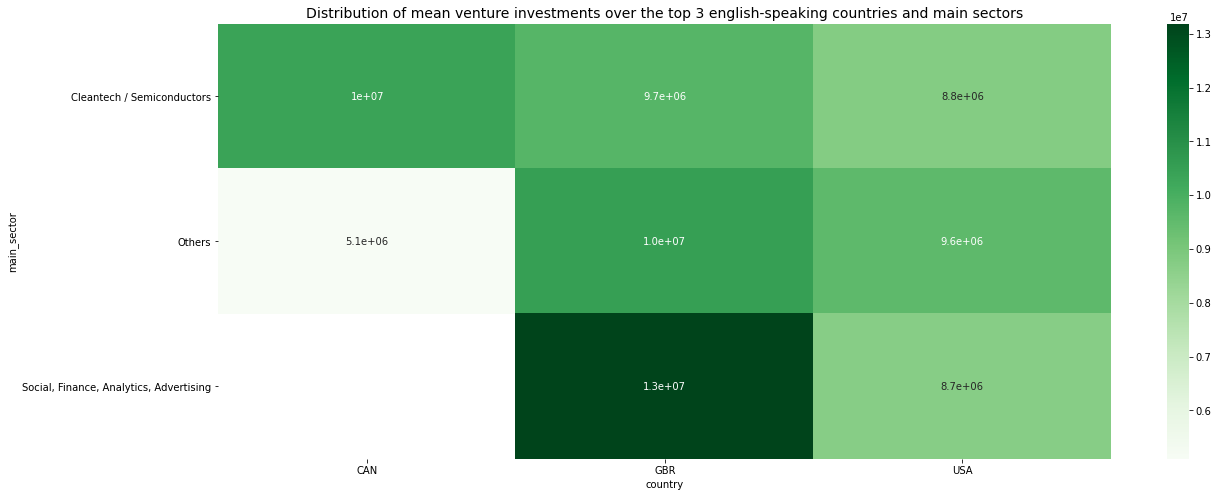 Distribution of mean venture investments over the top 3 english-speaking countries and main sectors
1e7
main_sector
Cleantech / Semiconductors
1e+07
9.7e+06
8.8e+06
Others
5.1e+06
1.0e+07
9.6e+06
Social, Finance, Analytics, Advertising
1.3e+07
8.7e+06
CAN
GBR
USA
country
1.3
1.2
1.1
1.0
0.9
0.8
0.7
0.6